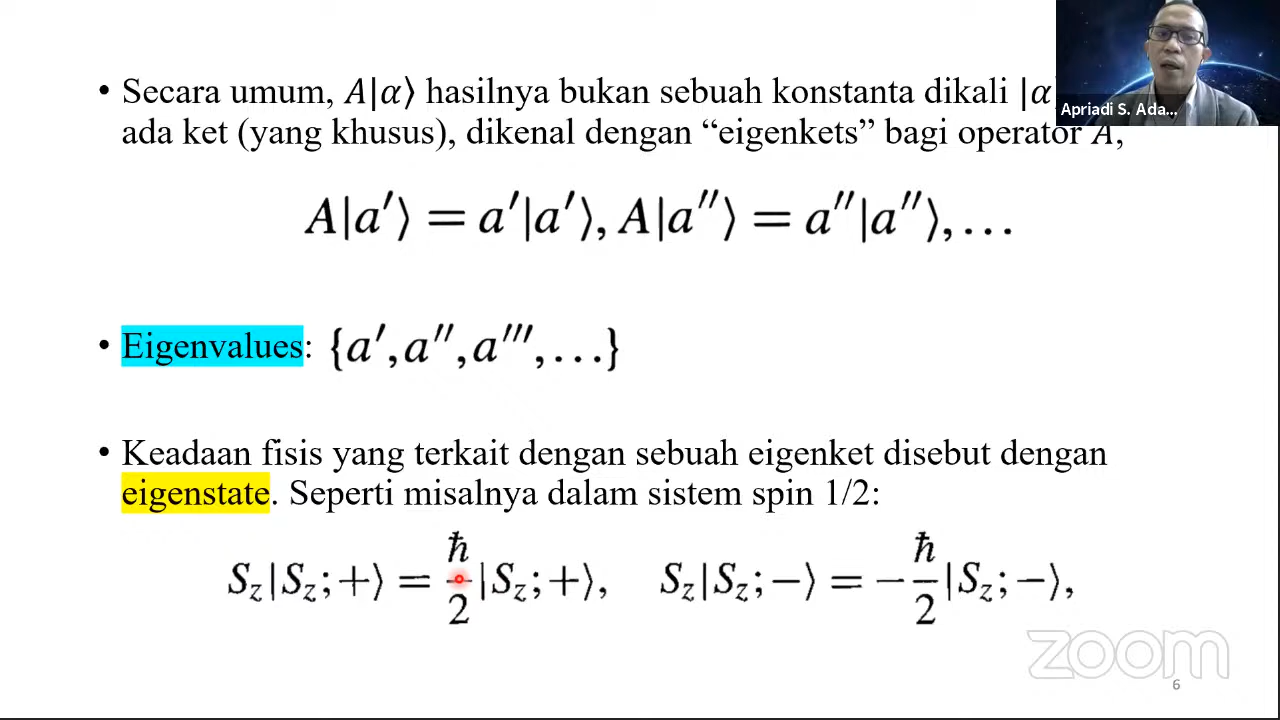 • Secara umum, A|α⟩ hasilnya bukan sebuah konstanta dikali |α
ada ket (yang khusus), dikenal dengan “eigenkets” bagi operator A,
A|a′⟩ = a′|a′⟩, A|a″⟩ = a″|a″⟩, ...
• Eigenvalues: {a′, a″, a‴, ...}
• Keadaan fisis yang terkait dengan sebuah eigenket disebut dengan
eigenstate. Seperti misalnya dalam sistem spin 1/2:
S_z|S_z; +⟩ = ħ/2 |S_z; +⟩, S_z|S_z; −⟩ = −ħ/2 |S_z; −⟩,
Apriadi S. Ada...
zoom
6